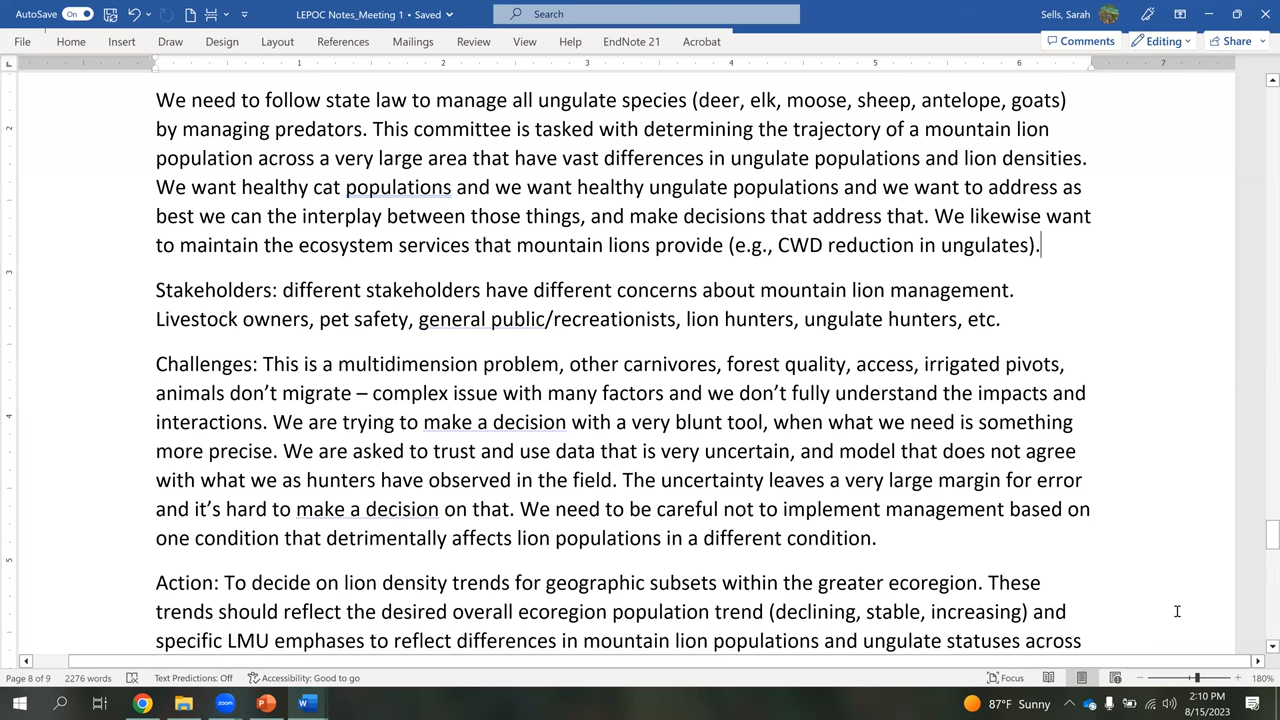 AutoSave On
LEPOC Notes_Meeting 1 • Saved
Search
Sells, Sarah
File Home Insert Draw Design Layout References Mailings Review View Help EndNote 21 Acrobat
Comments Editing Share
1 2 3 4 5 6 7
We need to follow state law to manage all ungulate species (deer, elk, moose, sheep, antelope, goats)
by managing predators. This committee is tasked with determining the trajectory of a mountain lion
population across a very large area that have vast differences in ungulate populations and lion densities.
We want healthy cat populations and we want healthy ungulate populations and we want to address as
best we can the interplay between those things, and make decisions that address that. We likewise want
to maintain the ecosystem services that mountain lions provide (e.g., CWD reduction in ungulates).
Stakeholders: different stakeholders have different concerns about mountain lion management.
Livestock owners, pet safety, general public/recreationists, lion hunters, ungulate hunters, etc.
Challenges: This is a multidimension problem, other carnivores, forest quality, access, irrigated pivots,
animals don’t migrate – complex issue with many factors and we don’t fully understand the impacts and
interactions. We are trying to make a decision with a very blunt tool, when what we need is something
more precise. We are asked to trust and use data that is very uncertain, and model that does not agree
with what we as hunters have observed in the field. The uncertainty leaves a very large margin for error
and it’s hard to make a decision on that. We need to be careful not to implement management based on
one condition that detrimentally affects lion populations in a different condition.
Action: To decide on lion density trends for geographic subsets within the greater ecoregion. These
trends should reflect the desired overall ecoregion population trend (declining, stable, increasing) and
specific LMU emphases to reflect differences in mountain lion populations and ungulate statuses across
2
3
4
5
Page 8 of 9 2276 words Text Predictions: Off Accessibility: Good to go Focus 180%
zoom
87°F Sunny
2:10 PM
8/15/2023